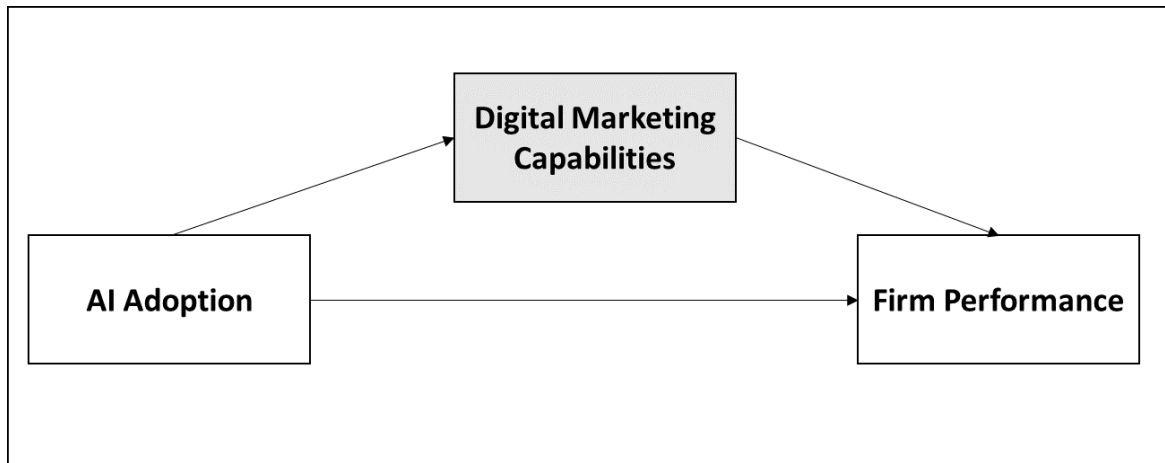 Digital Marketing
Capabilities
AI Adoption
Firm Performance